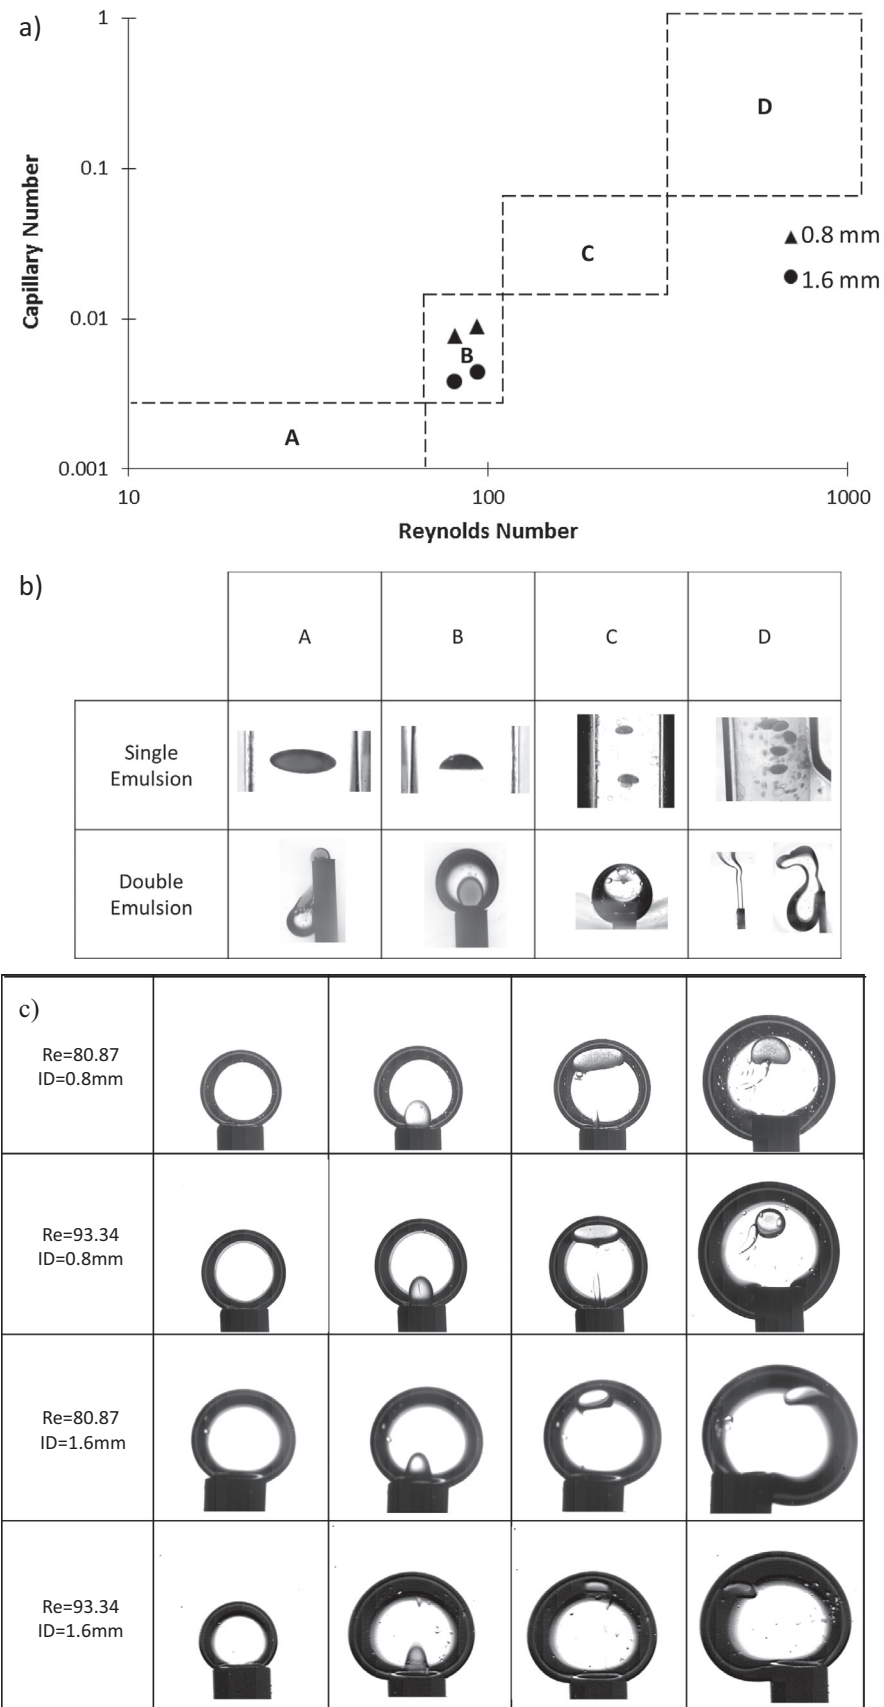 a)
1
0.1
0.01
0.001
Capillary Number
D
C
B
A
0.8 mm
1.6 mm
10
100
1000
Reynolds Number
b)
A
B
C
D
Single
Emulsion
Double
Emulsion
c)
Re=80.87
ID=0.8mm
Re=93.34
ID=0.8mm
Re=80.87
ID=1.6mm
Re=93.34
ID=1.6mm